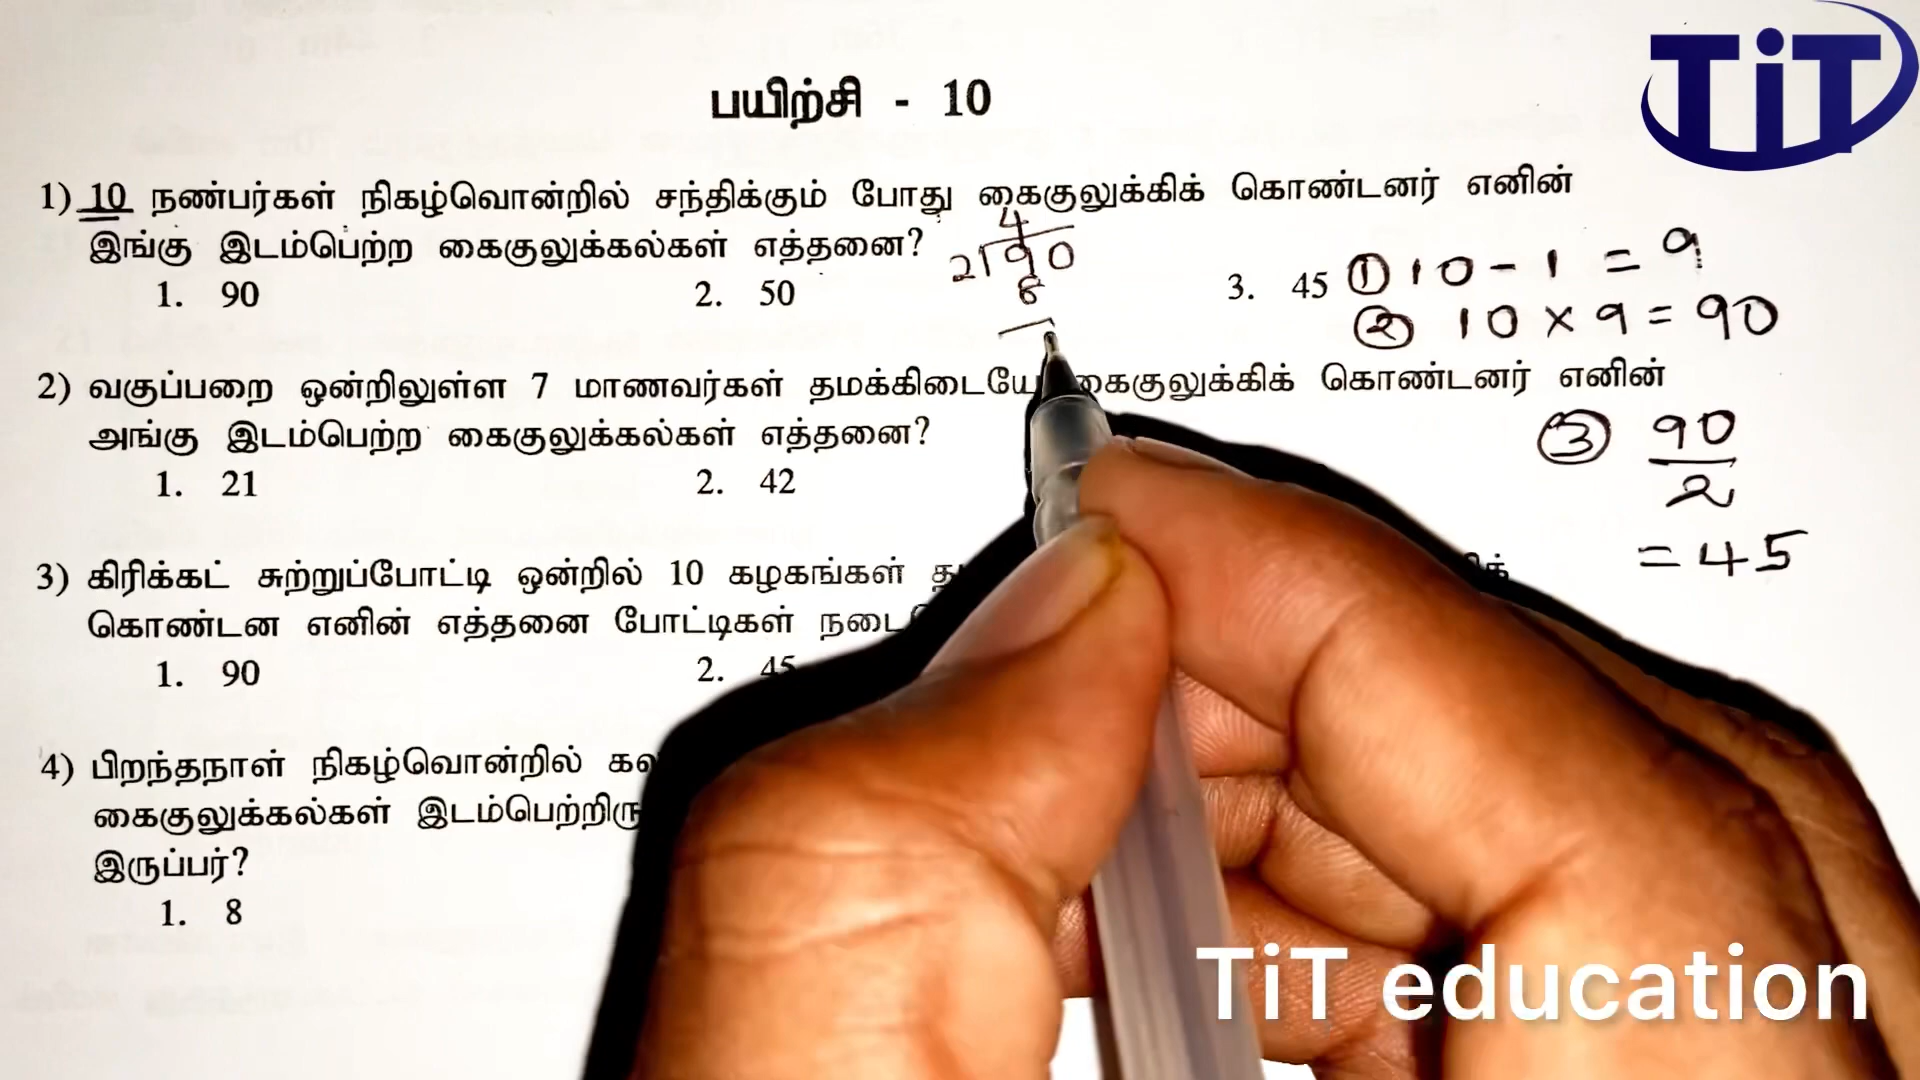 TiT
பயிற்சி - 10
1) 10 நண்பர்கள் நிகழ்வொன்றில் சந்திக்கும் போது கைகுலுக்கிக் கொண்டனர் எனின்
இங்கு இடம்பெற்ற கைகுலுக்கல்கள் எத்தனை?
1. 90 2. 50 3. 45
4
2 90
8
① 10 - 1 = 9
② 10 × 9 = 90
2) வகுப்பறை ஒன்றிலுள்ள 7 மாணவர்கள் தமக்கிடையே கைகுலுக்கிக் கொண்டனர் எனின்
அங்கு இடம்பெற்ற கைகுலுக்கல்கள் எத்தனை?
1. 21 2. 42
③ 90
2
= 45
3) கிரிக்கட் சுற்றுப்போட்டி ஒன்றில் 10 கழகங்கள்
கொண்டன எனின் எத்தனை போட்டிகள்
1. 90 2. 45
4) பிறந்தநாள் நிகழ்வொன்றில்
கைகுலுக்கல்கள்
இருப்பர்?
1. 8
TiT education